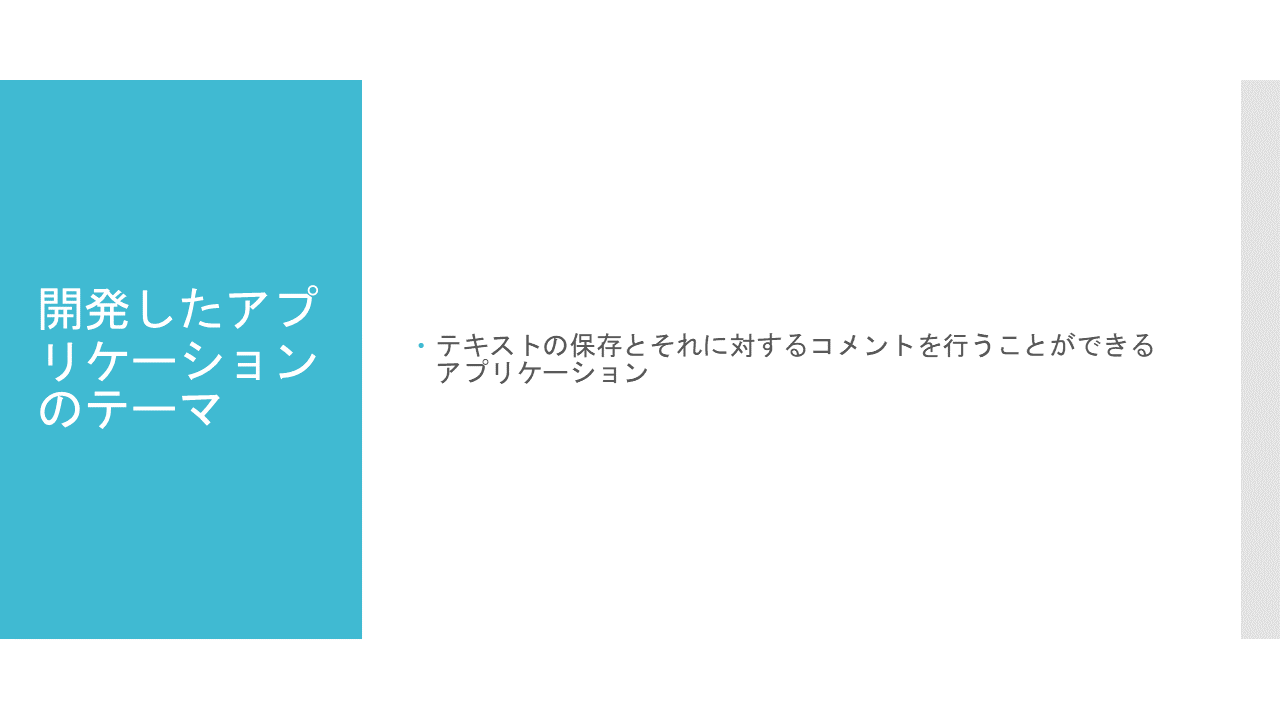 開発したアプ
リケーション
のテーマ
・テキストの保存とそれに対するコメントを行うことができる
アプリケーション